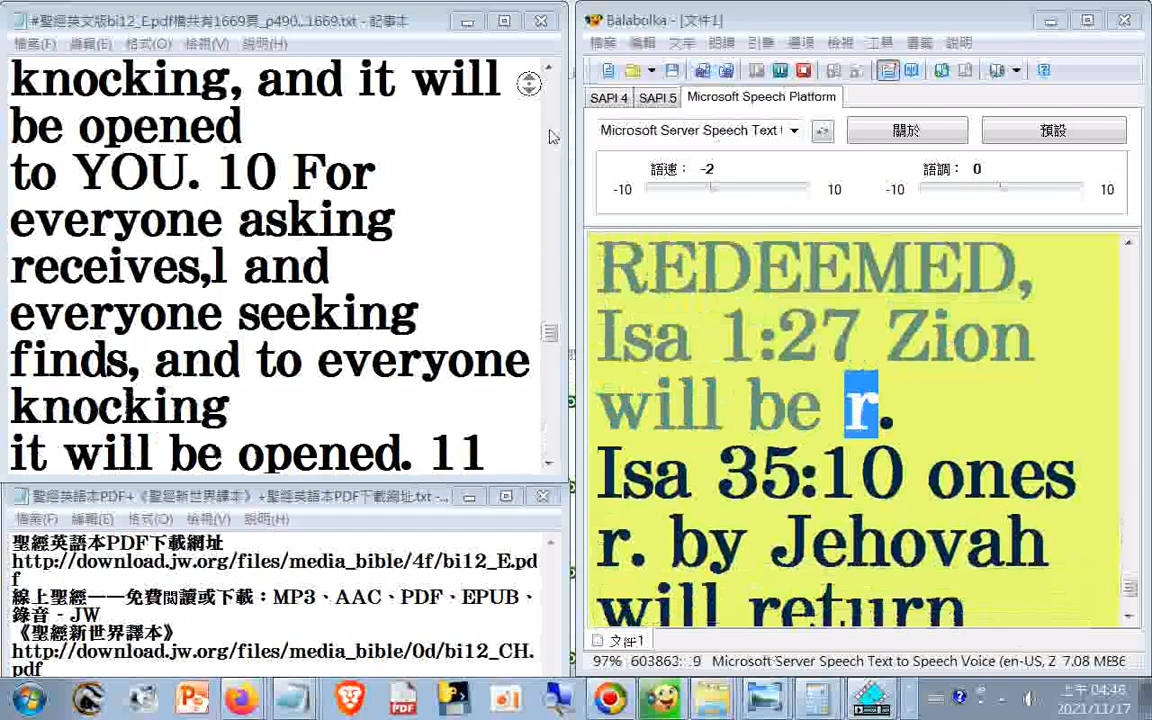 #聖經英文版bi12_E.pdf檔共有1669頁_p490...1669.txt - 記事本
檔案(F) 編輯(E) 格式(O) 檢視(V) 說明(H)
knocking, and it will
be opened
to YOU. 10 For
everyone asking
receives,l and
everyone seeking
finds, and to everyone
knocking
it will be opened. 11
聖經英語本PDF+《聖經新世界譯本》+聖經英語本PDF下載網址.txt - ...
檔案(F) 編輯(E) 格式(O) 檢視(V) 說明(H)
聖經英語本PDF下載網址
http://download.jw.org/files/media_bible/4f/bi12_E.pd
f
線上聖經——免費閱讀或下載：MP3、AAC、PDF、EPUB、
錄音 - JW
《聖經新世界譯本》
http://download.jw.org/files/media_bible/0d/bi12_CH.
pdf
Balabolka - [文件1]
檔案 編輯 文字 朗讀 引擎 選項 檢視 工具 書籤 說明
SAPI 4 SAPI 5 Microsoft Speech Platform
Microsoft Server Speech Text 關於 預設
語速： -2 語調： 0
-10 10 -10 10
REDEEMED,
Isa 1:27 Zion
will be r.
Isa 35:10 ones
r. by Jehovah
will return
文件1
97% 603863: :9 Microsoft Server Speech Text to Speech Voice (en-US, Z 7.08 MB
上午 04:46
2021/11/17